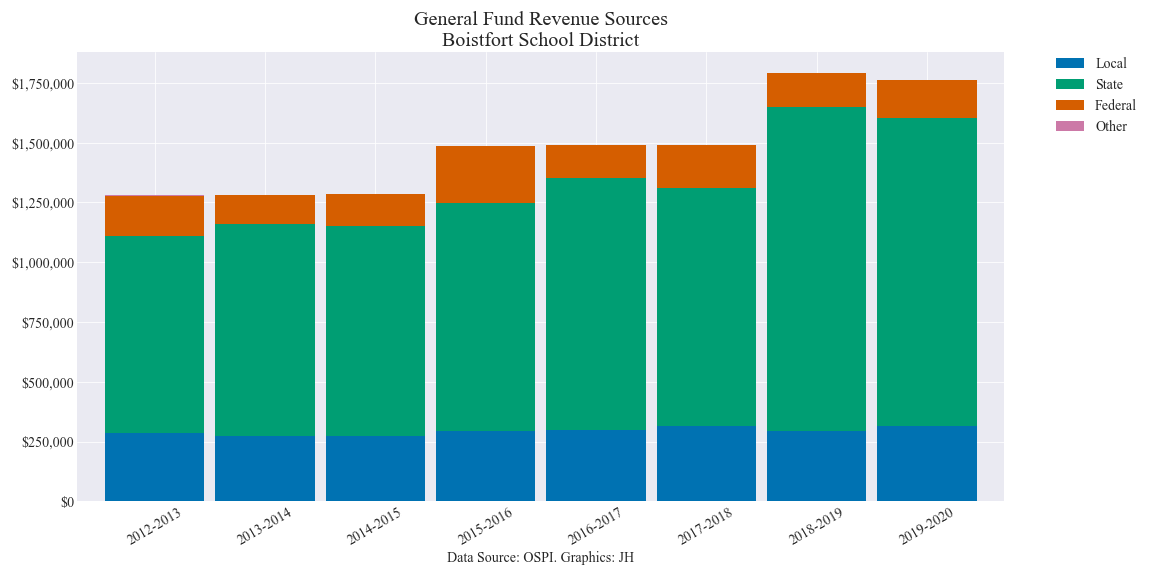 General Fund Revenue Sources
Boistfort School District
Local
State
Federal
Other
$1,750,000
$1,500,000
$1,250,000
$1,000,000
$750,000
$500,000
$250,000
$0
2012-2013
2013-2014
2014-2015
2015-2016
2016-2017
2017-2018
2018-2019
2019-2020
Data Source: OSPI. Graphics: JH